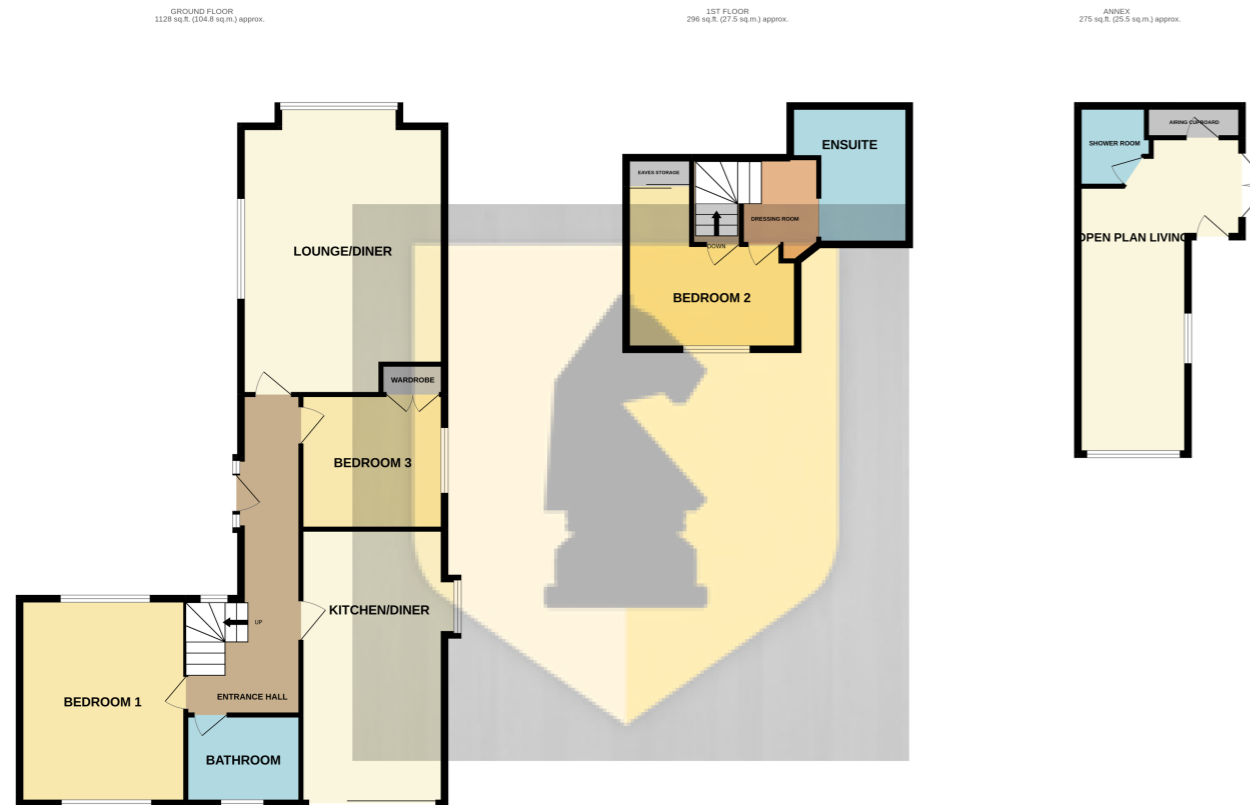 GROUND FLOOR
1128 sq.ft. (104.8 sq.m.) approx.
LOUNGE/DINER
WARDROBE
BEDROOM 3
KITCHEN/DINER
UP
ENTRANCE HALL
BEDROOM 1
BATHROOM
1ST FLOOR
296 sq.ft. (27.5 sq.m.) approx.
ENSUITE
EAVES STORAGE
DRESSING ROOM
DOWN
BEDROOM 2
ANNEX
275 sq.ft. (25.5 sq.m.) approx.
AIRING CUPBOARD
SHOWER ROOM
OPEN PLAN LIVING